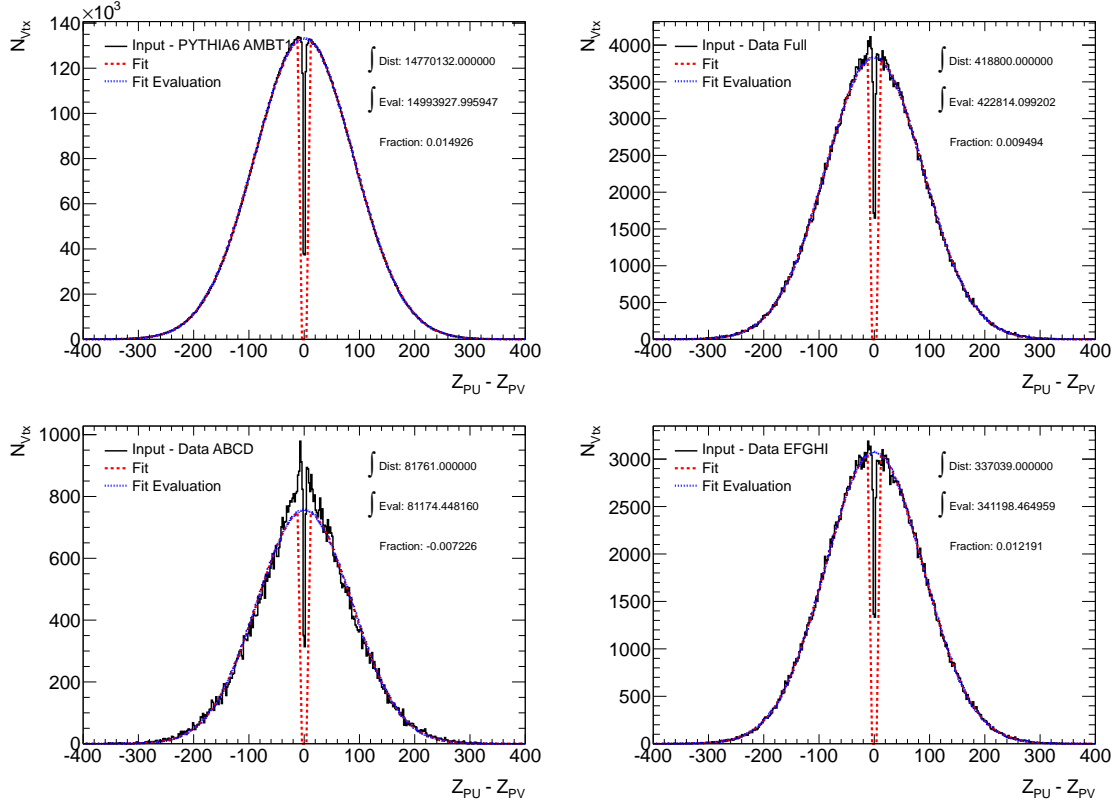 ×10³
N_Vtx
140
120
100
80
60
40
20
0
Input - PYTHIA6 AMBT1
Fit
Fit Evaluation
∫ Dist: 14770132.000000
∫ Eval: 14993927.995947
Fraction: 0.014926
-400 -300 -200 -100 0 100 200 300 400
Z_PU - Z_PV
N_Vtx
4000
3500
3000
2500
2000
1500
1000
500
0
Input - Data Full
Fit
Fit Evaluation
∫ Dist: 418800.000000
∫ Eval: 422814.099202
Fraction: 0.009494
-400 -300 -200 -100 0 100 200 300 400
Z_PU - Z_PV
N_Vtx
1000
800
600
400
200
0
Input - Data ABCD
Fit
Fit Evaluation
∫ Dist: 81761.000000
∫ Eval: 81174.448160
Fraction: -0.007226
-400 -300 -200 -100 0 100 200 300 400
Z_PU - Z_PV
N_Vtx
3000
2500
2000
1500
1000
500
0
Input - Data EFGHI
Fit
Fit Evaluation
∫ Dist: 337039.000000
∫ Eval: 341198.464959
Fraction: 0.012191
-400 -300 -200 -100 0 100 200 300 400
Z_PU - Z_PV